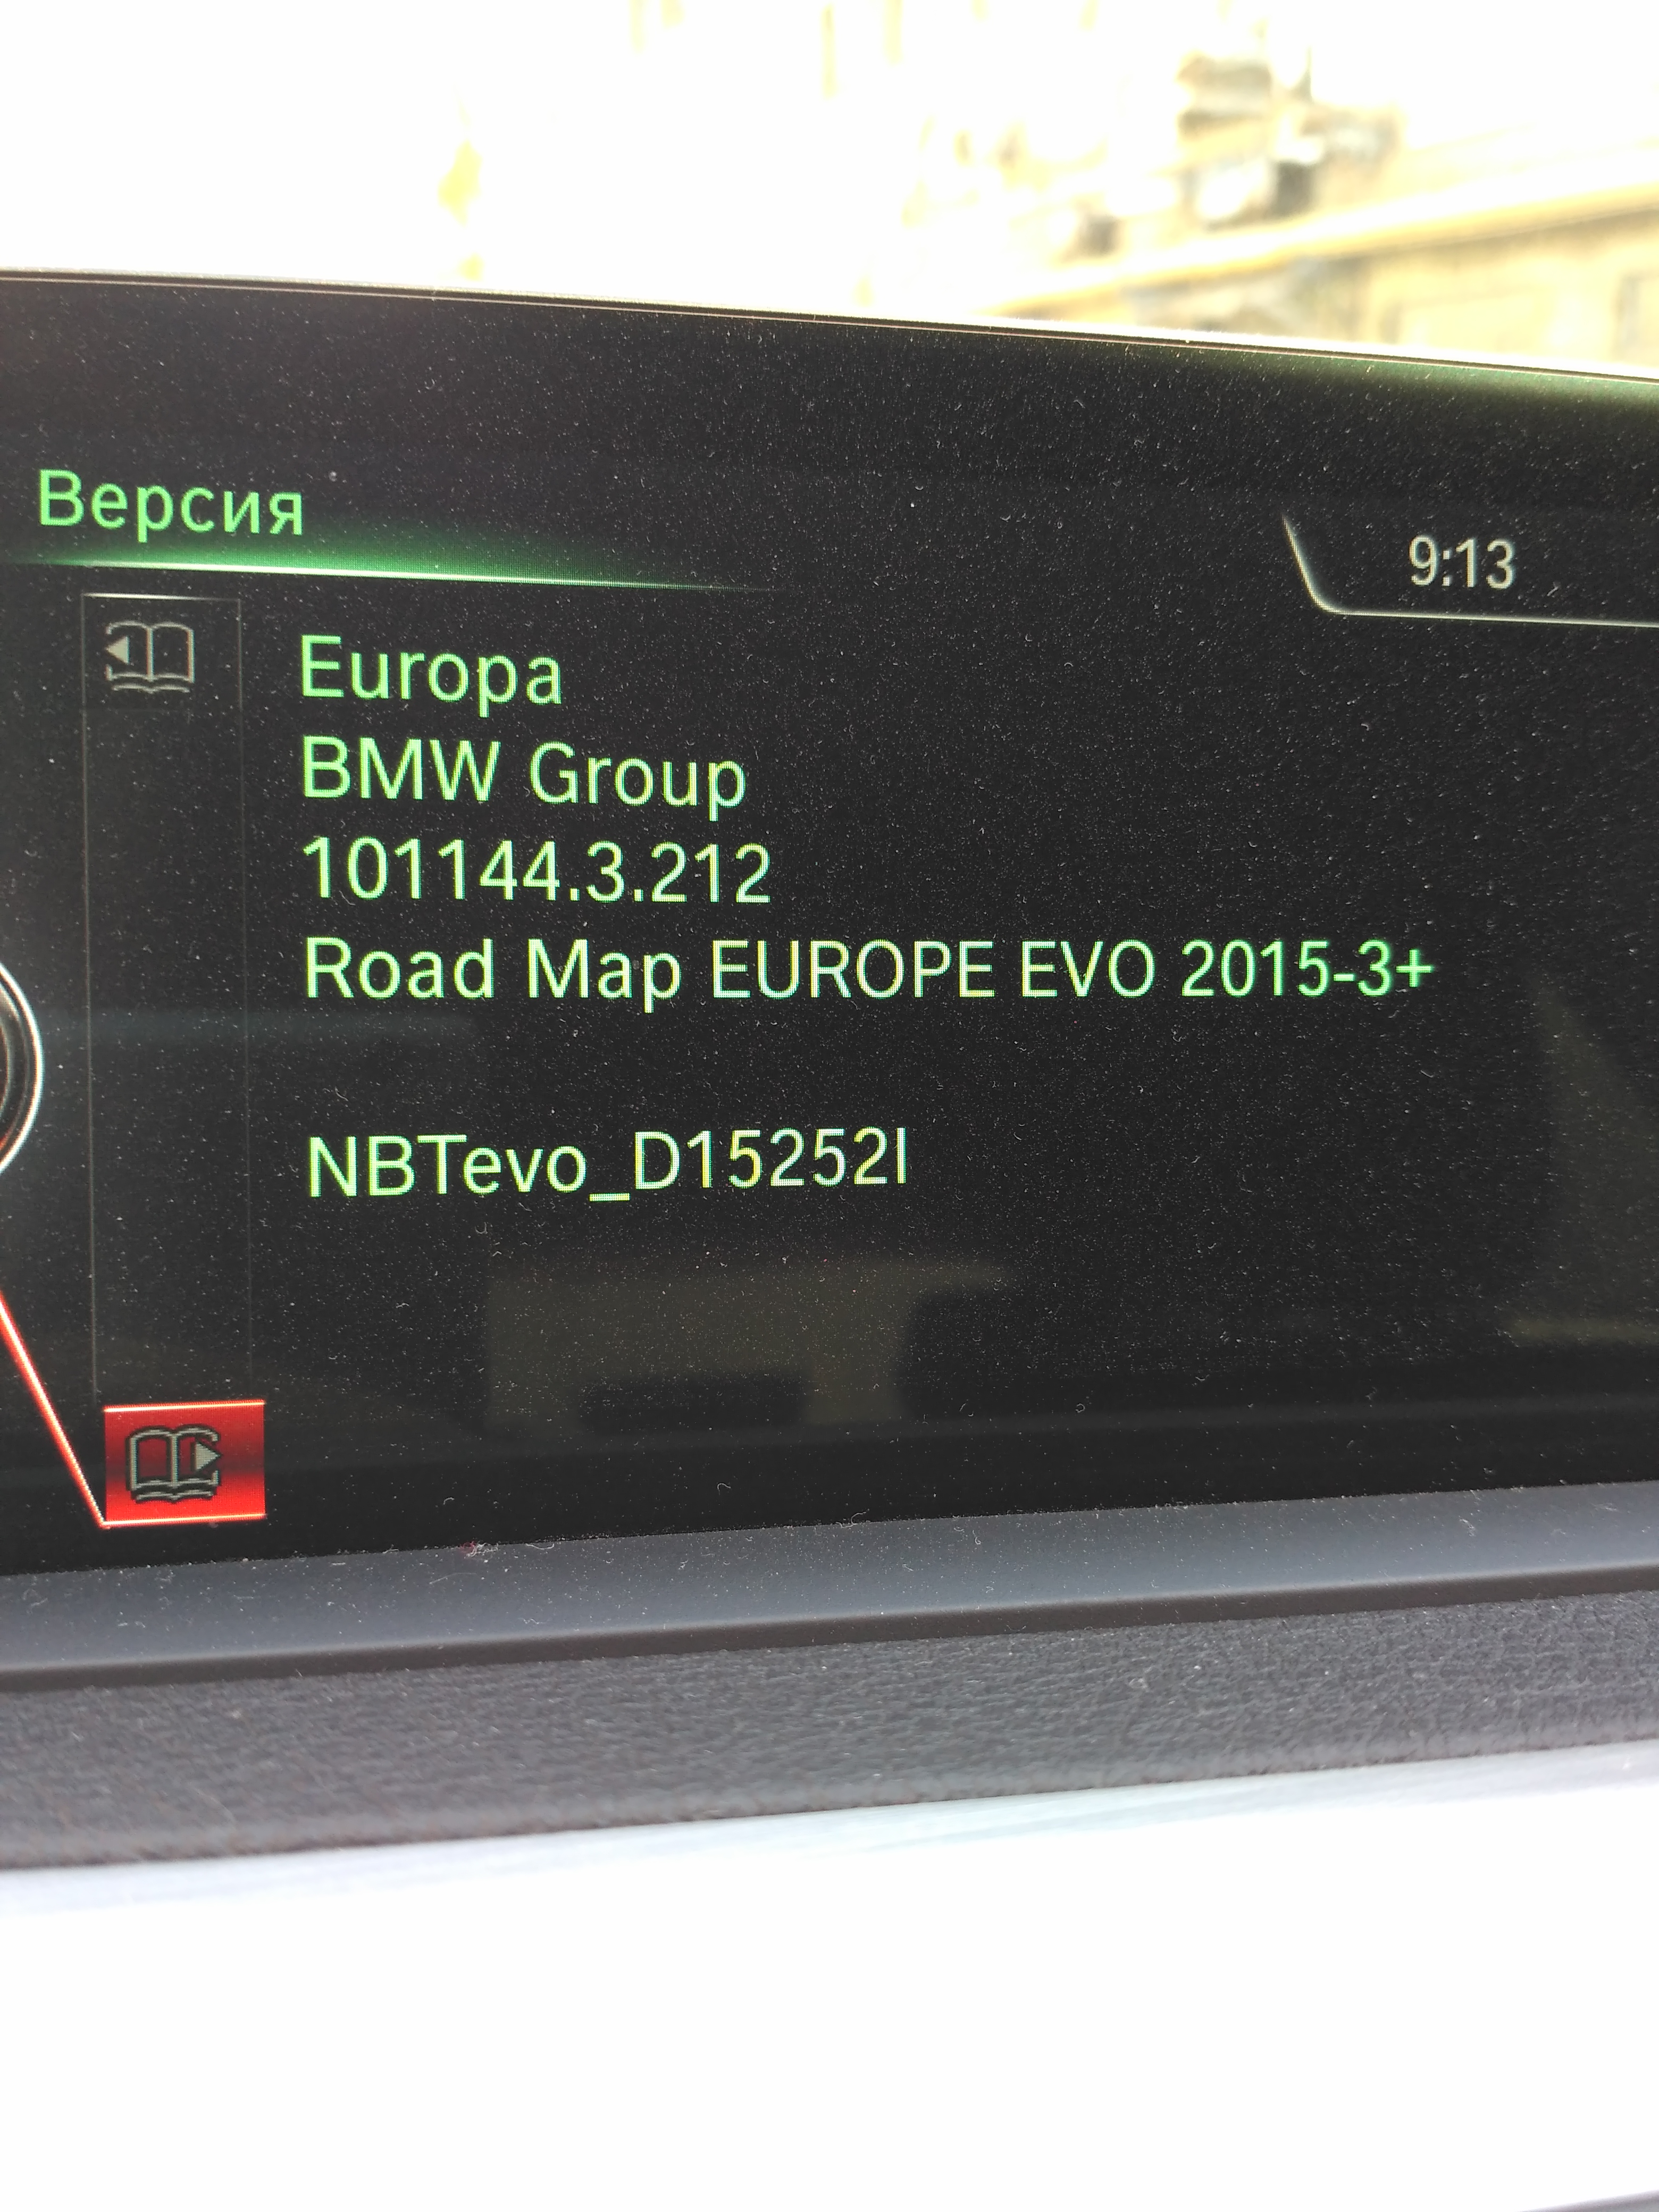 Версия
9:13
Europa
BMW Group
101144.3.212
Road Map EUROPE EVO 2015-3+
NBTevo_D15252I